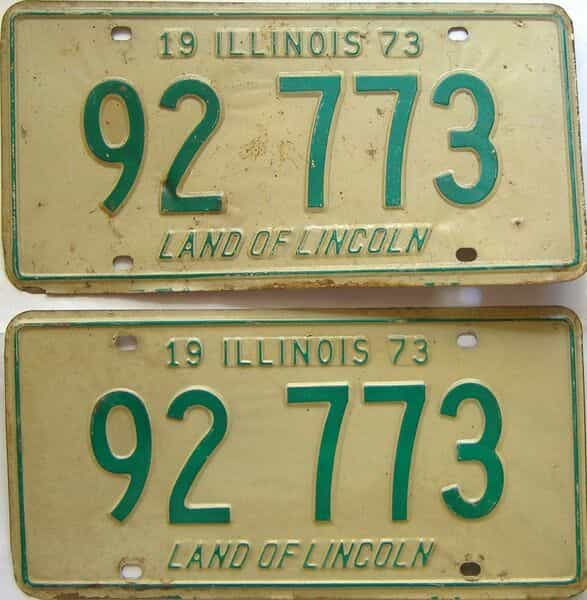 19 ILLINOIS 73
92 773
LAND OF LINCOLN
19 ILLINOIS 73
92 773
LAND OF LINCOLN